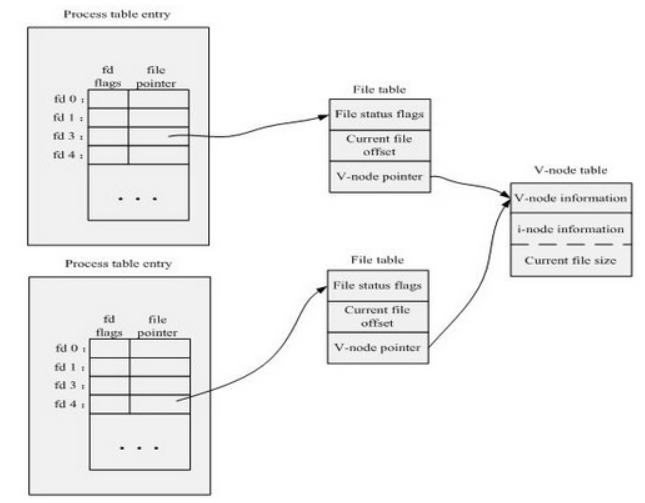 Process table entry
fd
flags
file
pointer
fd 0 :
fd 1 :
fd 3 :
fd 4 :
. . .
File table
File status flags
Current file
offset
V-node pointer
V-node table
V-node information
i-node information
Current file size
Process table entry
fd
flags
file
pointer
fd 0 :
fd 1 :
fd 3 :
fd 4 :
. . .
File table
File status flags
Current file
offset
V-node pointer